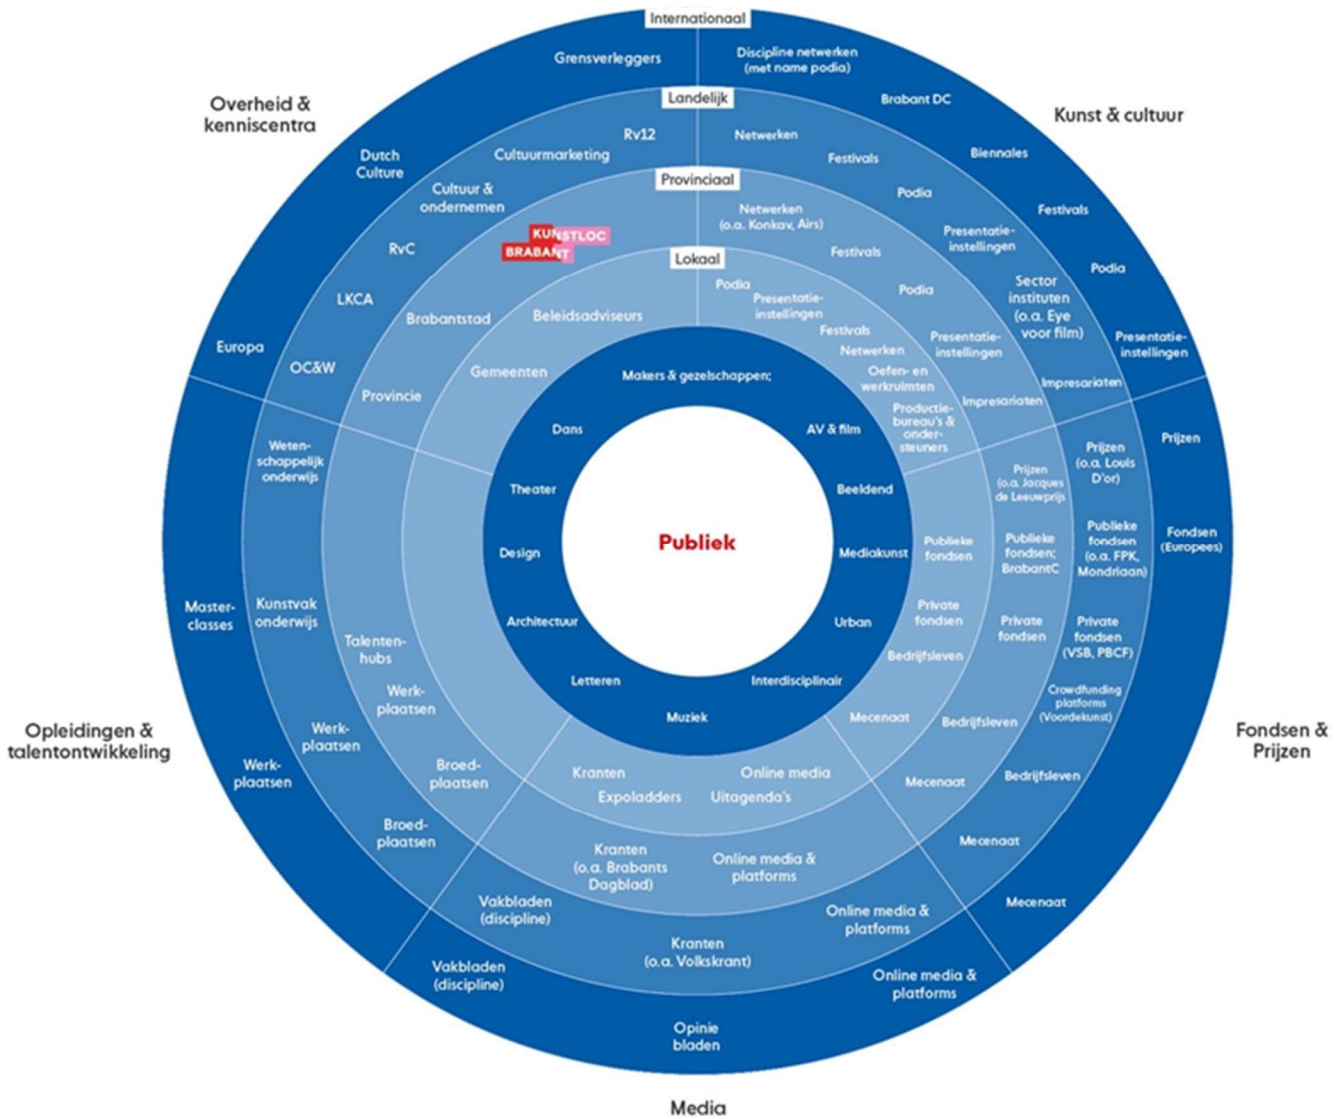 Internationaal
Grensverleggers
Discipline netwerken
(met name podia)
Brabant DC
Biennales
Festivals
Podia
Presentatie-
instellingen
Dutch
Culture
Europa
Overheid &
kenniscentra
Kunst & cultuur
Landelijk
Rv12
Cultuurmarketing
Cultuur &
ondernemen
RvC
LKCA
OC&W
Netwerken
Festivals
Podia
Presentatie-
instellingen
Sector
instituten
(o.a. Eye
voor film)
Impresariaten
Provinciaal
KUNSTLOC
BRABANT
Brabantstad
Provincie
Netwerken
(o.a. Konkav, Airs)
Festivals
Podia
Presentatie-
instellingen
Impresariaten
Lokaal
Beleidsadviseurs
Gemeenten
Podia
Presentatie-
instellingen
Festivals
Netwerken
Oefen- en
werkruimten
Productie-
bureau's &
onder-
steuners
Makers & gezelschappen;
Dans
AV & film
Theater
Beeldend
Design
Mediakunst
Architectuur
Urban
Letteren
Interdisciplinair
Muziek
Publiek
Prijzen
Fondsen
(Europees)
Mecenaat
Prijzen
(o.a. Louis
D'or)
Publieke
fondsen
(o.a. FPK,
Mondriaan)
Private
fondsen
(VSB, PBCF)
Crowdfunding
platforms
(Voordekunst)
Bedrijfsleven
Mecenaat
Prijzen
(o.a. Jacques
de Leeuwprijs
Publieke
fondsen;
BrabantC
Private
fondsen
Bedrijfsleven
Mecenaat
Publieke
fondsen
Private
fondsen
Bedrijfsleven
Mecenaat
Fondsen &
Prijzen
Weten-
schappelijk
onderwijs
Master-
classes
Kunstvak
onderwijs
Talenten-
hubs
Werk-
plaatsen
Werk-
plaatsen
Werk-
plaatsen
Broed-
plaatsen
Broed-
plaatsen
Opleidingen &
talentontwikkeling
Kranten
Online media
Expoladders
Uitagenda's
Kranten
(o.a. Brabants
Dagblad)
Online media &
platforms
Vakbladen
(discipline)
Kranten
(o.a. Volkskrant)
Online media &
platforms
Vakbladen
(discipline)
Online media &
platforms
Opinie
bladen
Media